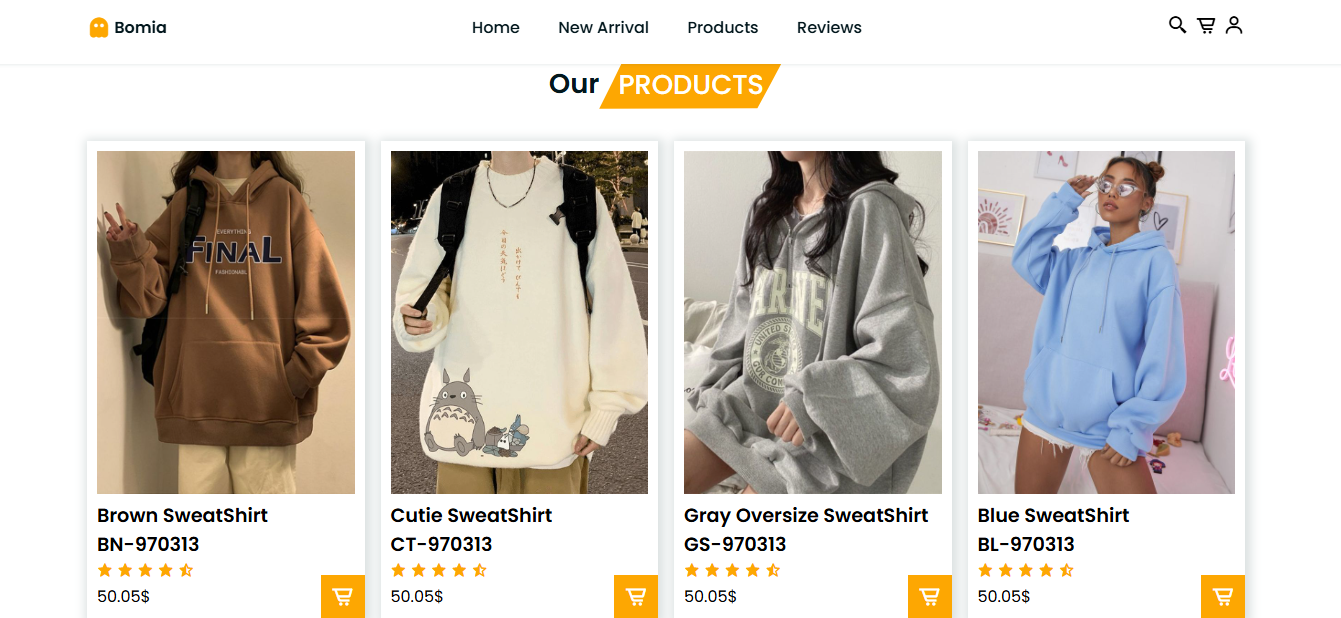 Bomia
Home
New Arrival
Products
Reviews
Our PRODUCTS
EVERYTHING
FINAL
FASHIONABL
UNITED
Brown SweatShirt
BN-970313
50.05$
Cutie SweatShirt
CT-970313
50.05$
Gray Oversize SweatShirt
GS-970313
50.05$
Blue SweatShirt
BL-970313
50.05$